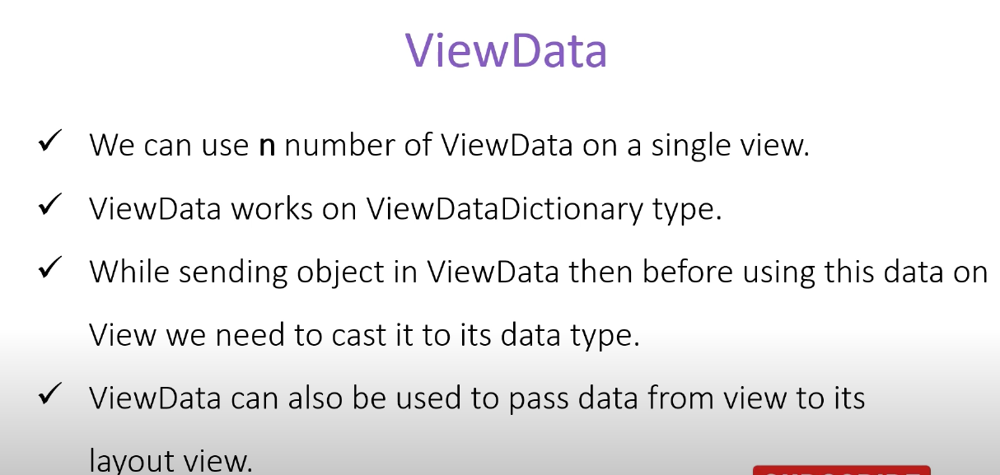 ViewData
✓ We can use n number of ViewData on a single view.
✓ ViewData works on ViewDataDictionary type.
✓ While sending object in ViewData then before using this data on
View we need to cast it to its data type.
✓ ViewData can also be used to pass data from view to its
layout view.